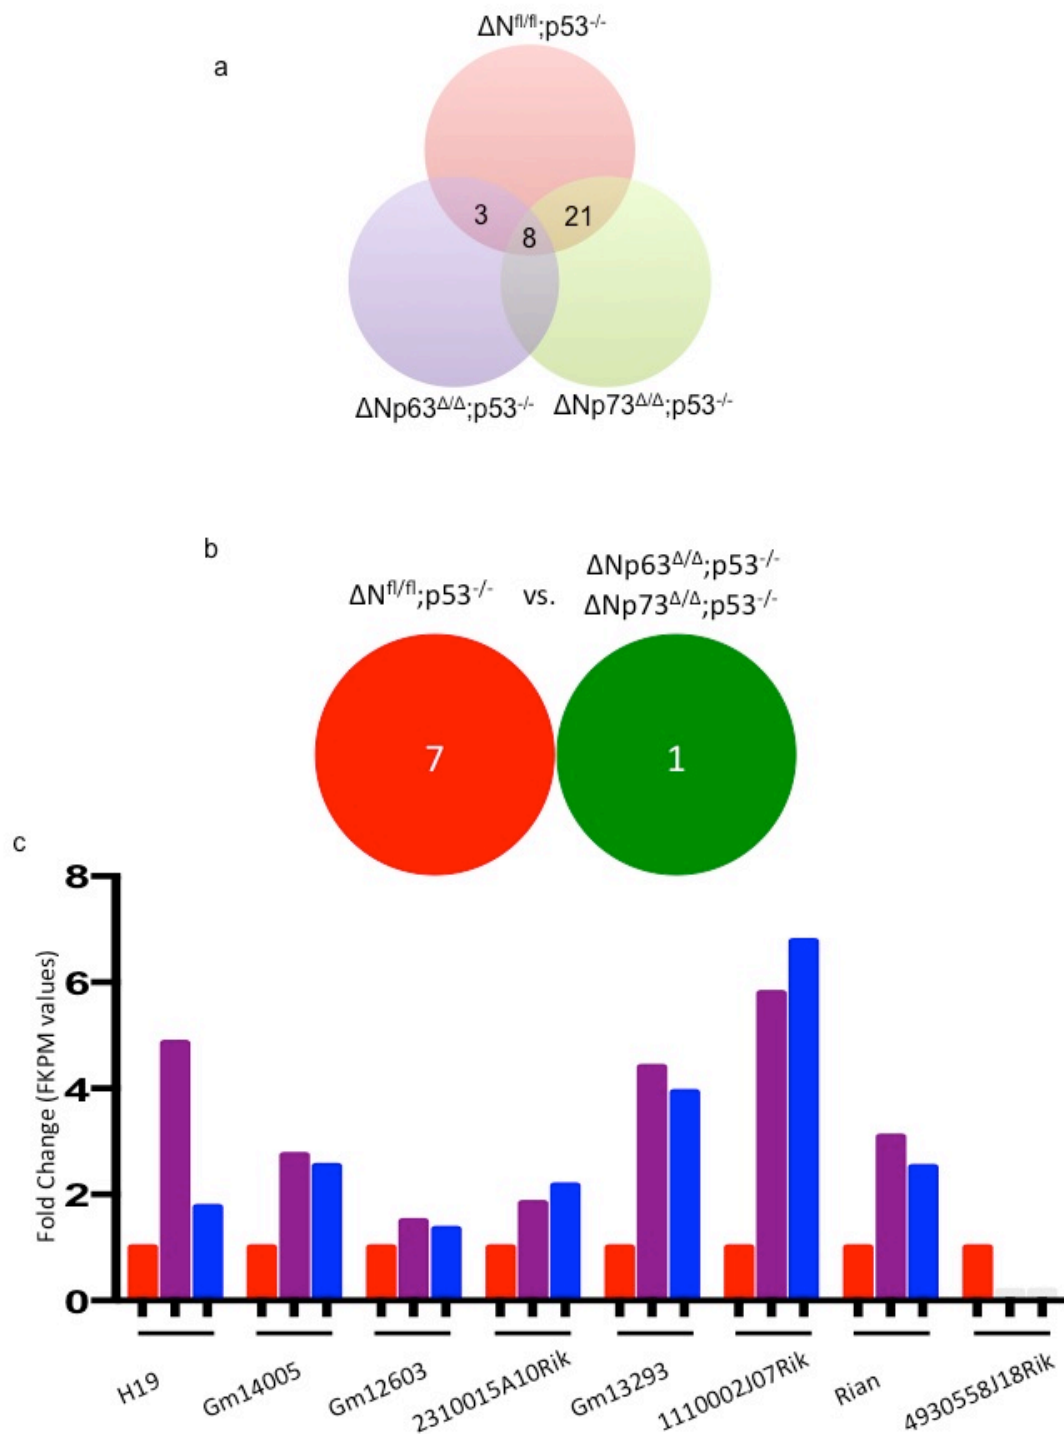 ΔN^fl/fl;p53^-/-
a
3
21
8
ΔNp63^Δ/Δ;p53^-/-
ΔNp73^Δ/Δ;p53^-/-
b
ΔN^fl/fl;p53^-/- vs.
ΔNp63^Δ/Δ;p53^-/-
ΔNp73^Δ/Δ;p53^-/-
7
1
c
Fold Change (FKPM values)
8
6
4
2
0
H19
Gm14005
Gm12603
2310015A10Rik
Gm13293
1110002J07Rik
Rian
4930558J18Rik